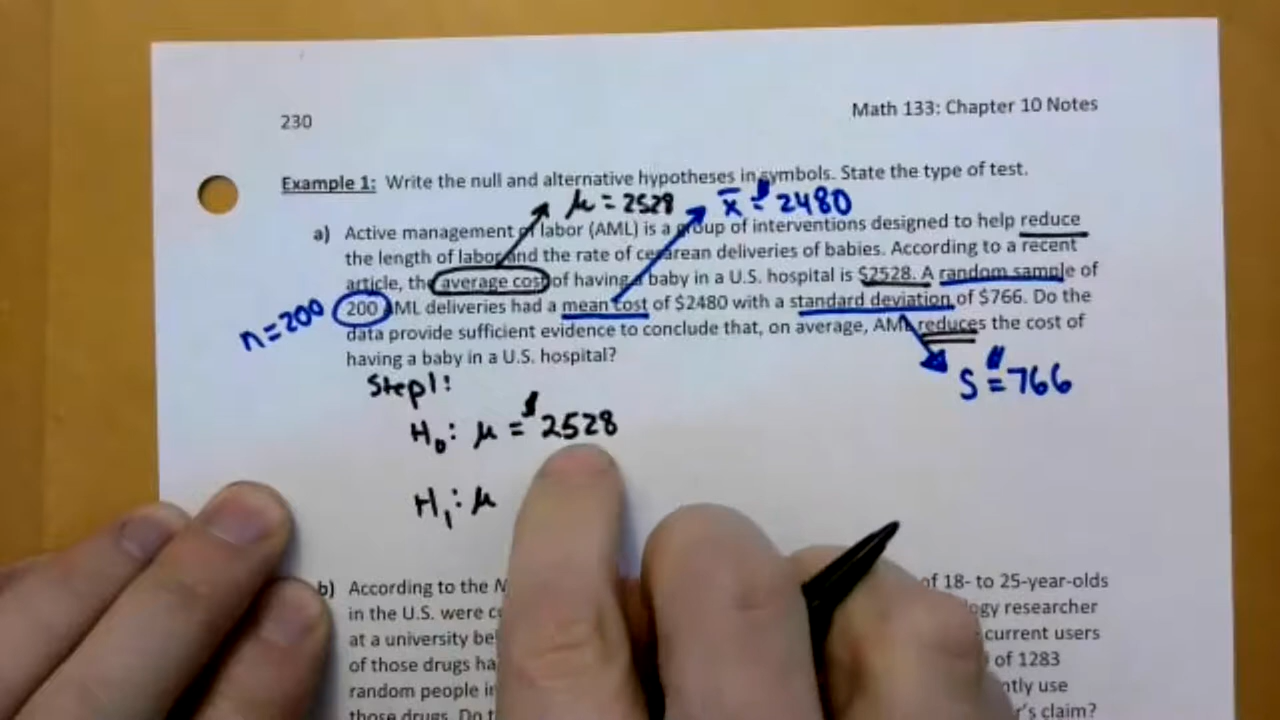 230
Math 133: Chapter 10 Notes
Example 1: Write the null and alternative hypotheses in symbols. State the type of test.
μ = 2528 x̄ = $2480
a) Active management of labor (AML) is a group of interventions designed to help reduce
the length of labor and the rate of cesarean deliveries of babies. According to a recent
article, the average cost of having a baby in a U.S. hospital is $2528. A random sample of
200 AML deliveries had a mean cost of $2480 with a standard deviation of $766. Do the
n=200
data provide sufficient evidence to conclude that, on average, AML reduces the cost of
having a baby in a U.S. hospital?
S = $766
Step 1:
H₀: μ = $2528
H₁: μ
b) According to the of 18- to 25-year-olds
in the U.S. were researcher
at a university current users
of those drugs of 1283
random people use
those drugs. Do claim?